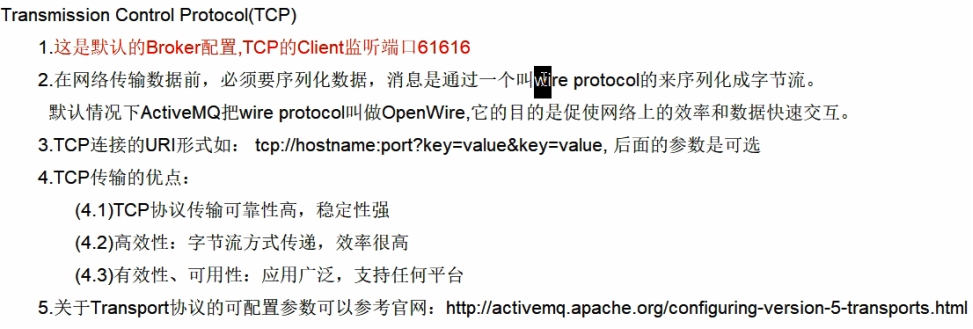 Transmission Control Protocol(TCP)
1.这是默认的Broker配置,TCP的Client监听端口61616
2.在网络传输数据前，必须要序列化数据，消息是通过一个叫wire protocol的来序列化成字节流。
默认情况下ActiveMQ把wire protocol叫做OpenWire,它的目的是促使网络上的效率和数据快速交互。
3.TCP连接的URI形式如： tcp://hostname:port?key=value&key=value, 后面的参数是可选
4.TCP传输的优点：
(4.1)TCP协议传输可靠性高，稳定性强
(4.2)高效性：字节流方式传递，效率很高
(4.3)有效性、可用性：应用广泛，支持任何平台
5.关于Transport协议的可配置参数可以参考官网：http://activemq.apache.org/configuring-version-5-transports.html